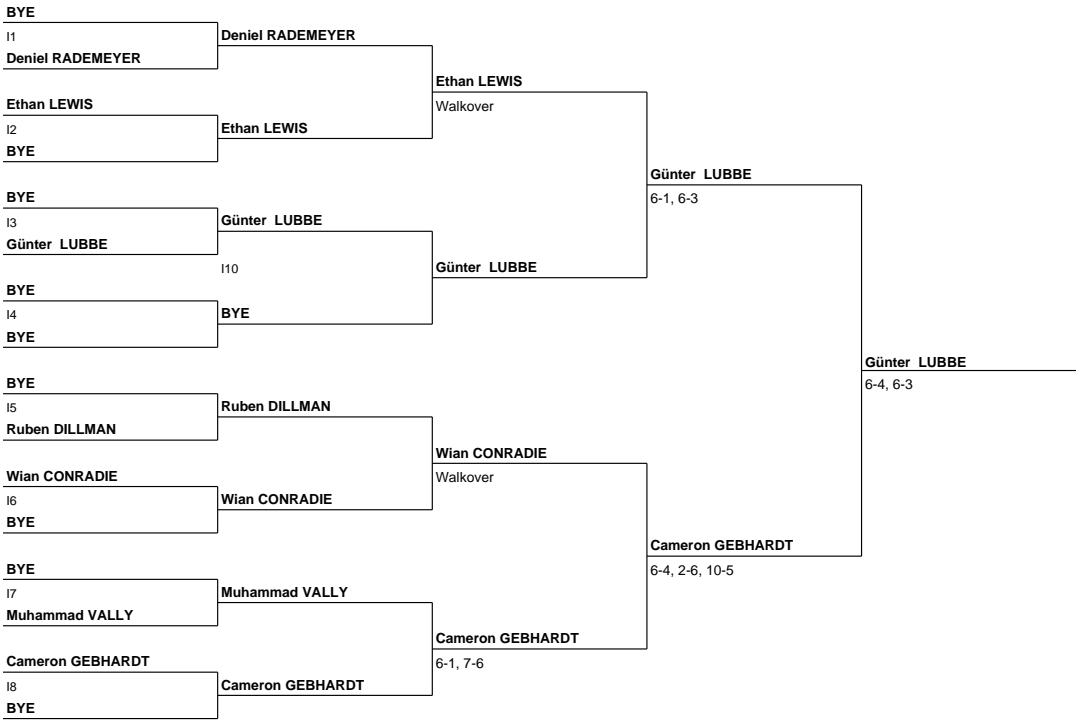 BYE
I1
Deniel RADEMEYER
Deniel RADEMEYER
Ethan LEWIS
Walkover
Ethan LEWIS
I2
BYE
Ethan LEWIS
Günter  LUBBE
6-1, 6-3
BYE
I3
Günter  LUBBE
Günter  LUBBE
I10
Günter  LUBBE
BYE
I4
BYE
BYE
Günter  LUBBE
6-4, 6-3
BYE
I5
Ruben DILLMAN
Ruben DILLMAN
Wian CONRADIE
Walkover
Wian CONRADIE
I6
BYE
Wian CONRADIE
Cameron GEBHARDT
6-4, 2-6, 10-5
BYE
I7
Muhammad VALLY
Muhammad VALLY
Cameron GEBHARDT
6-1, 7-6
Cameron GEBHARDT
I8
BYE
Cameron GEBHARDT